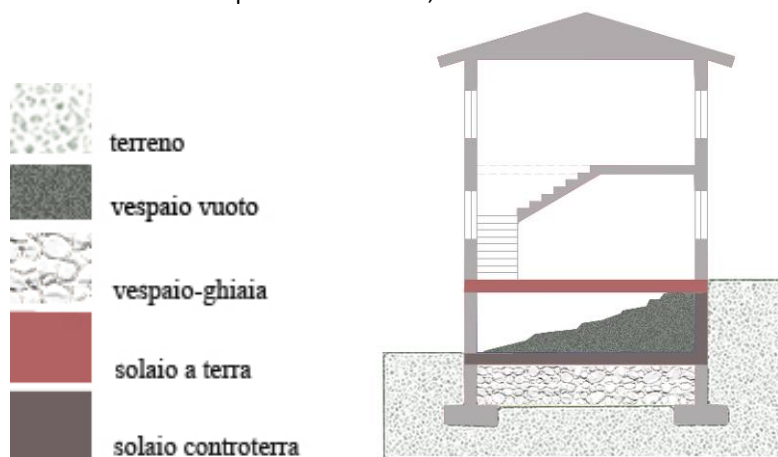 terreno
vespaio vuoto
vespaio-ghiaia
solaio a terra
solaio controterra